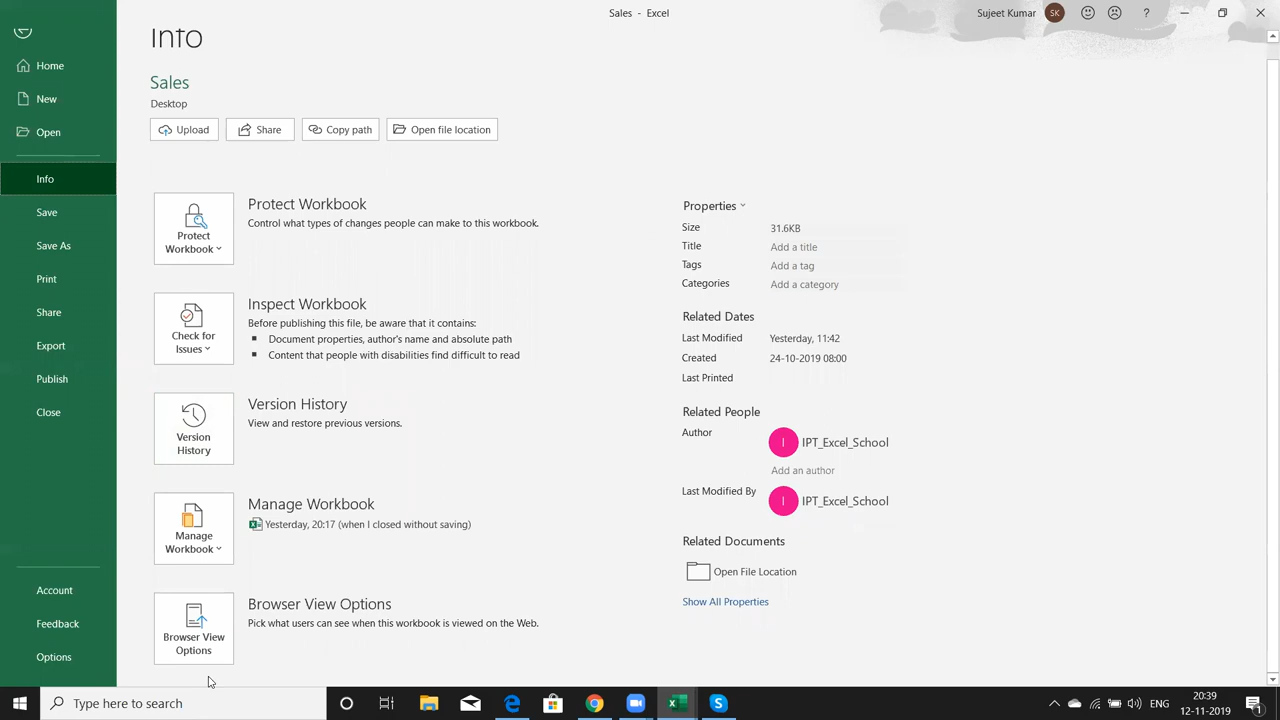 Sales - Excel
Sujeet Kumar
SK
?
Info
Home
New
Open
Info
Save
Save As
Print
Share
Export
Publish
Close
Account
Feedback
Options
Sales
Desktop
Upload
Share
Copy path
Open file location
Protect Workbook
Protect Workbook
Control what types of changes people can make to this workbook.
Check for Issues
Inspect Workbook
Before publishing this file, be aware that it contains:
Document properties, author's name and absolute path
Content that people with disabilities find difficult to read
Version History
Version History
View and restore previous versions.
Manage Workbook
Manage Workbook
Yesterday, 20:17 (when I closed without saving)
Browser View Options
Browser View Options
Pick what users can see when this workbook is viewed on the Web.
Properties
Size 31.6KB
Title Add a title
Tags Add a tag
Categories Add a category
Related Dates
Last Modified Yesterday, 11:42
Created 24-10-2019 08:00
Last Printed
Related People
Author I IPT_Excel_School
Add an author
Last Modified By I IPT_Excel_School
Related Documents
Open File Location
Show All Properties
Type here to search
ENG
20:39
12-11-2019
1